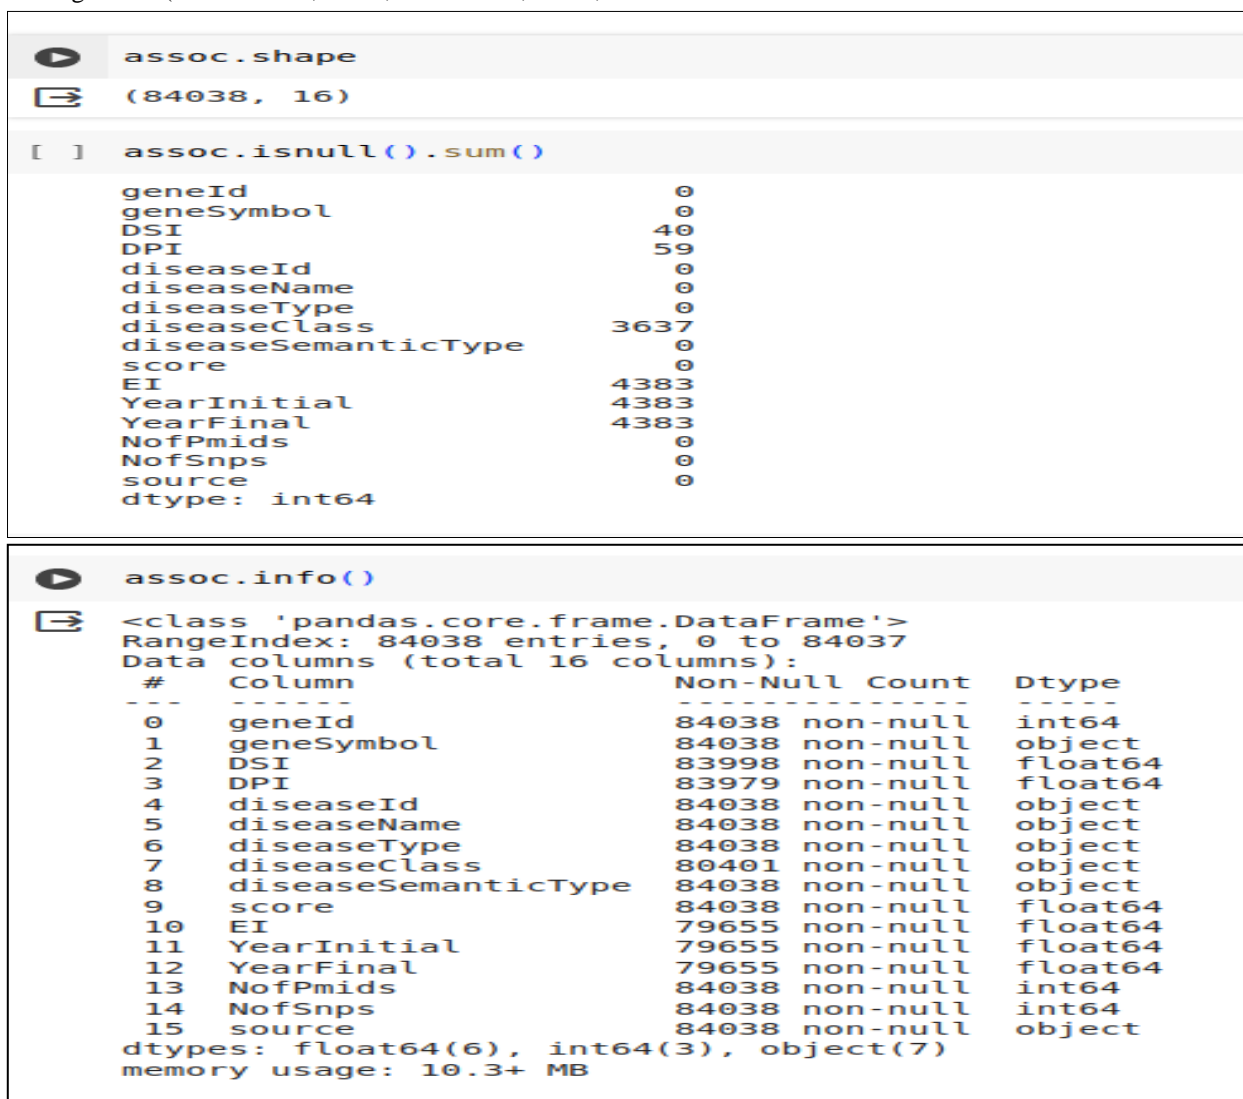 assoc.shape
(84038, 16)
[ ] assoc.isnull().sum()
geneId 0
geneSymbol 0
DSI 40
DPI 59
diseaseId 0
diseaseName 0
diseaseType 0
diseaseClass 3637
diseaseSemanticType 0
score 0
EI 4383
YearInitial 4383
YearFinal 4383
NofPmids 0
NofSnps 0
source 0
dtype: int64
assoc.info()
<class 'pandas.core.frame.DataFrame'>
RangeIndex: 84038 entries, 0 to 84037
Data columns (total 16 columns):
# Column Non-Null Count Dtype
--- ------ -------------- -----
0 geneId 84038 non-null int64
1 geneSymbol 84038 non-null object
2 DSI 83998 non-null float64
3 DPI 83979 non-null float64
4 diseaseId 84038 non-null object
5 diseaseName 84038 non-null object
6 diseaseType 84038 non-null object
7 diseaseClass 80401 non-null object
8 diseaseSemanticType 84038 non-null object
9 score 84038 non-null float64
10 EI 79655 non-null float64
11 YearInitial 79655 non-null float64
12 YearFinal 79655 non-null float64
13 NofPmids 84038 non-null int64
14 NofSnps 84038 non-null int64
15 source 84038 non-null object
dtypes: float64(6), int64(3), object(7)
memory usage: 10.3+ MB